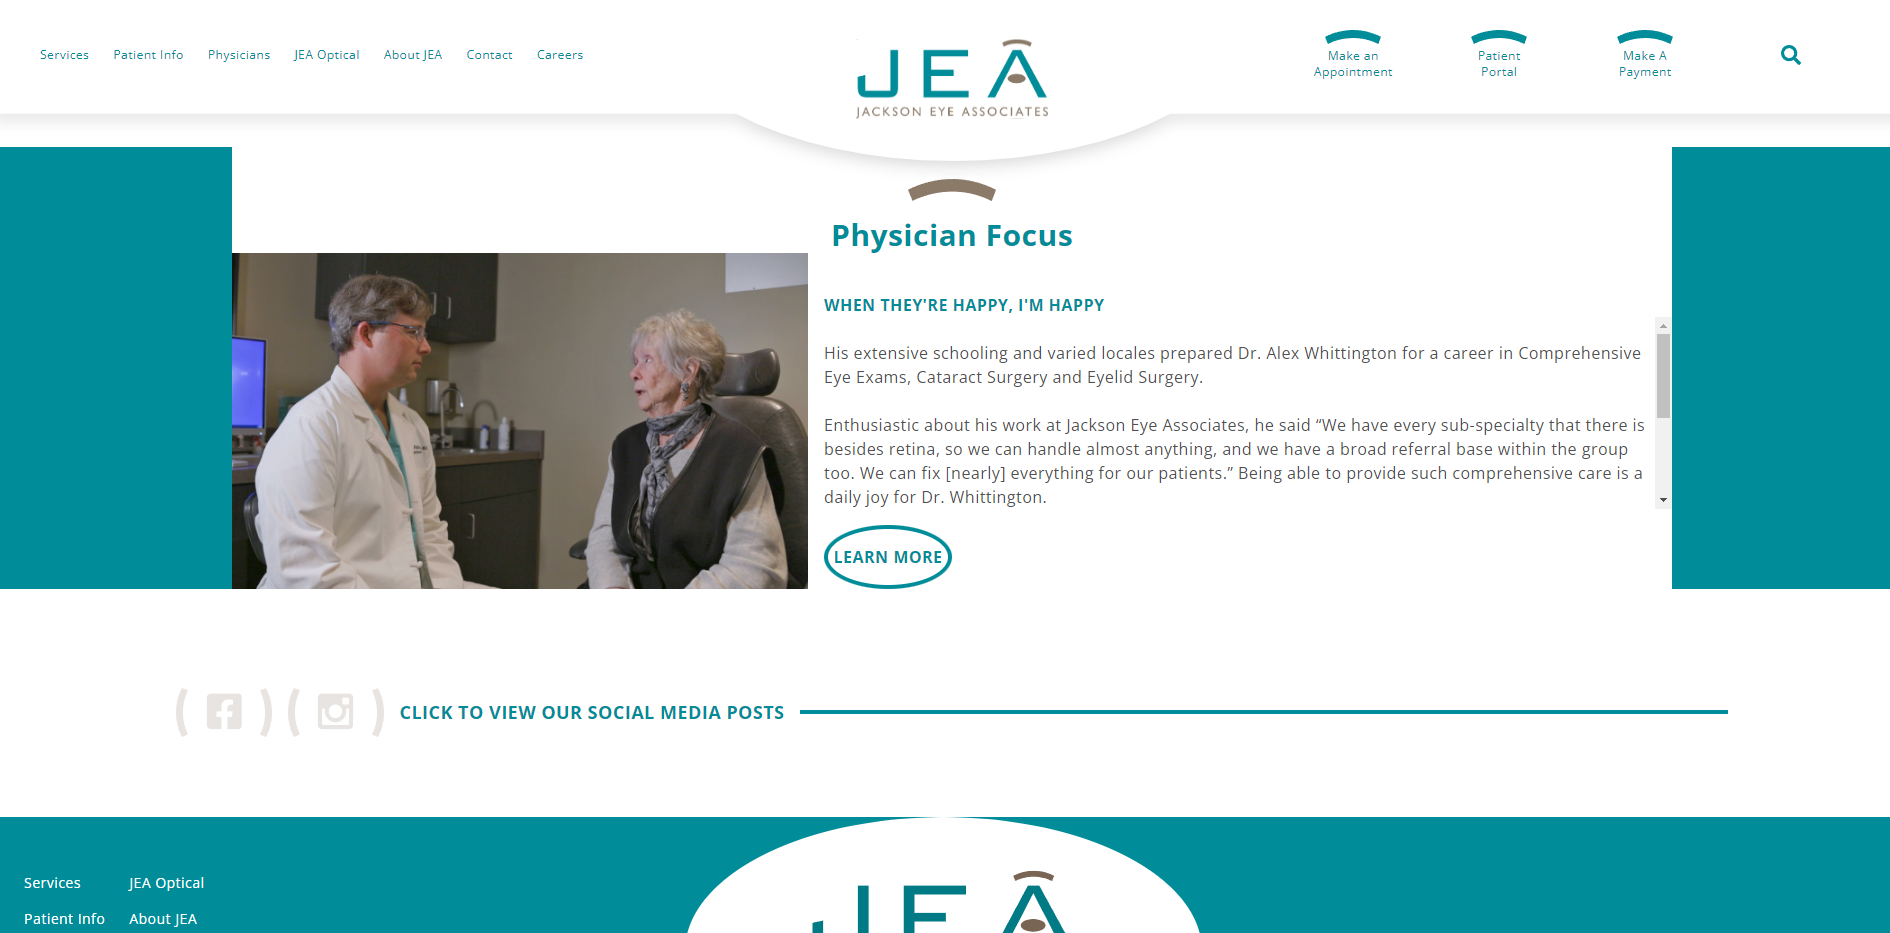 Services
Patient Info
Physicians
JEA Optical
About JEA
Contact
Careers
JEA
JACKSON EYE ASSOCIATES
Make an
Appointment
Patient
Portal
Make A
Payment
Physician Focus
WHEN THEY'RE HAPPY, I'M HAPPY
His extensive schooling and varied locales prepared Dr. Alex Whittington for a career in Comprehensive
Eye Exams, Cataract Surgery and Eyelid Surgery.
Enthusiastic about his work at Jackson Eye Associates, he said “We have every sub-specialty that there is
besides retina, so we can handle almost anything, and we have a broad referral base within the group
too. We can fix [nearly] everything for our patients.” Being able to provide such comprehensive care is a
daily joy for Dr. Whittington.
LEARN MORE
CLICK TO VIEW OUR SOCIAL MEDIA POSTS
Services
JEA Optical
Patient Info
About JEA
JEA